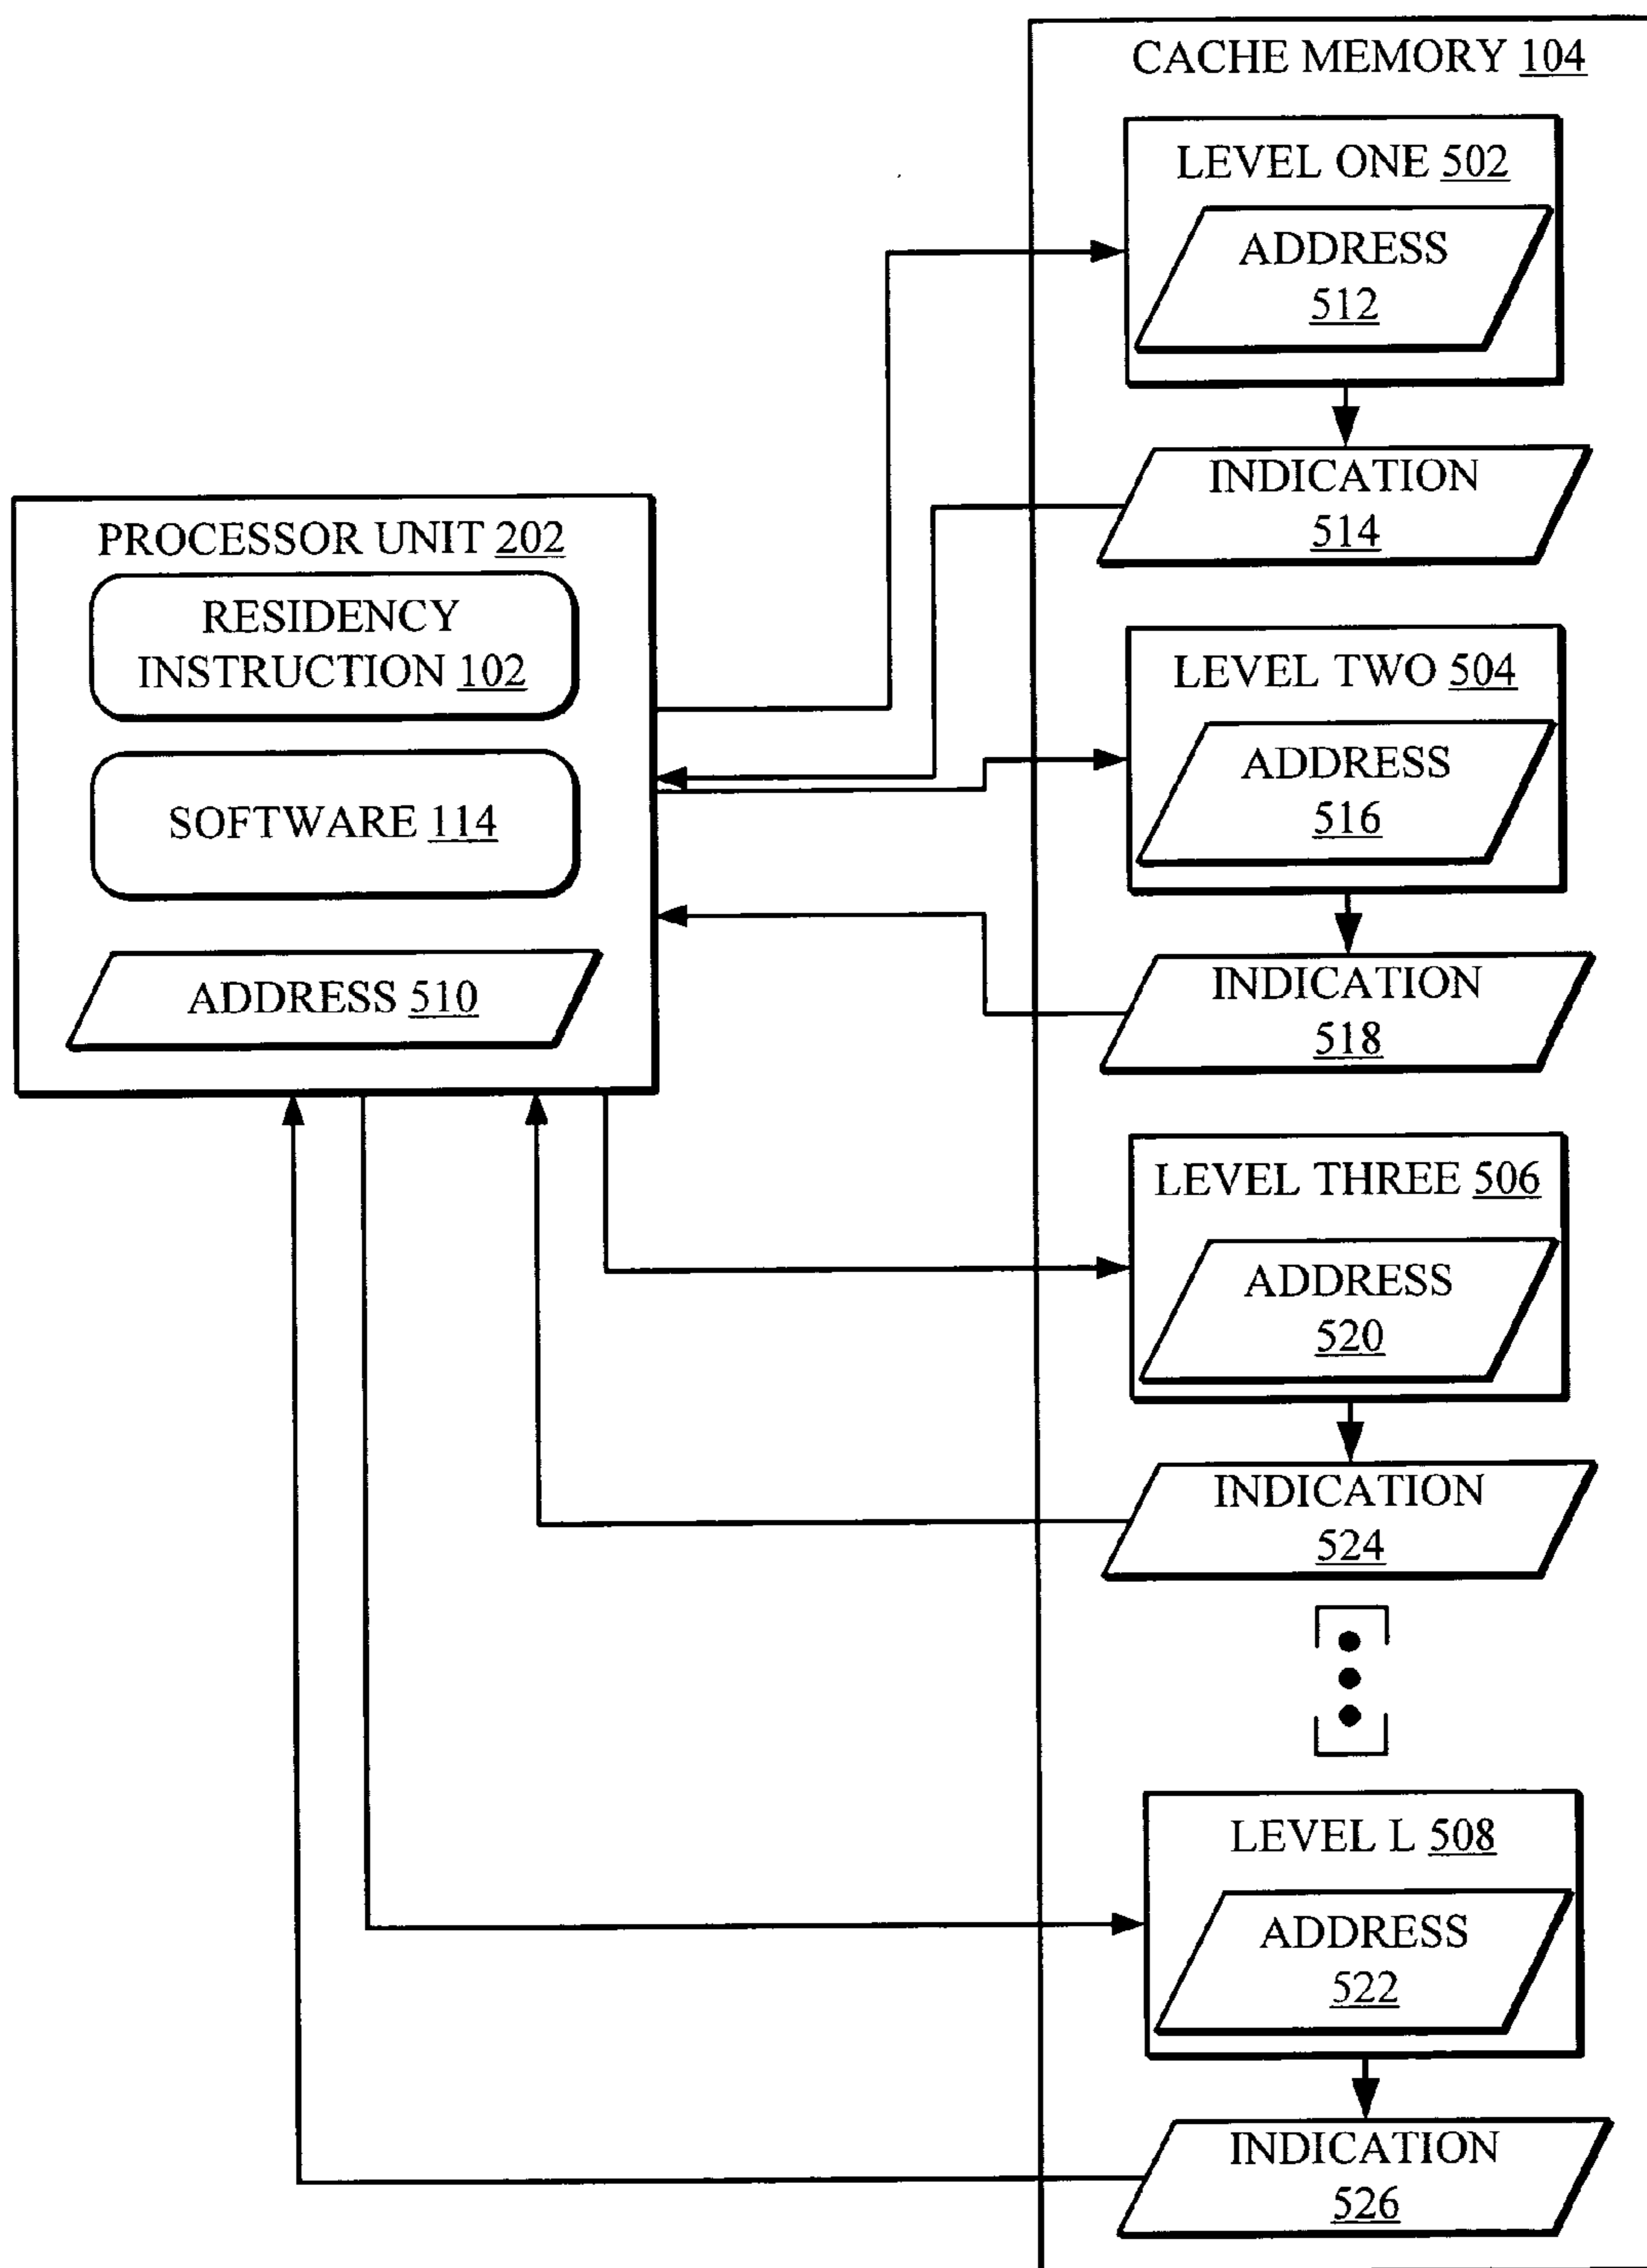 CACHE MEMORY 104
LEVEL ONE 502
ADDRESS
512
INDICATION
514
PROCESSOR UNIT 202
RESIDENCY
INSTRUCTION 102
SOFTWARE 114
ADDRESS 510
LEVEL TWO 504
ADDRESS
516
INDICATION
518
LEVEL THREE 506
ADDRESS
520
INDICATION
524
LEVEL L 508
ADDRESS
522
INDICATION
526